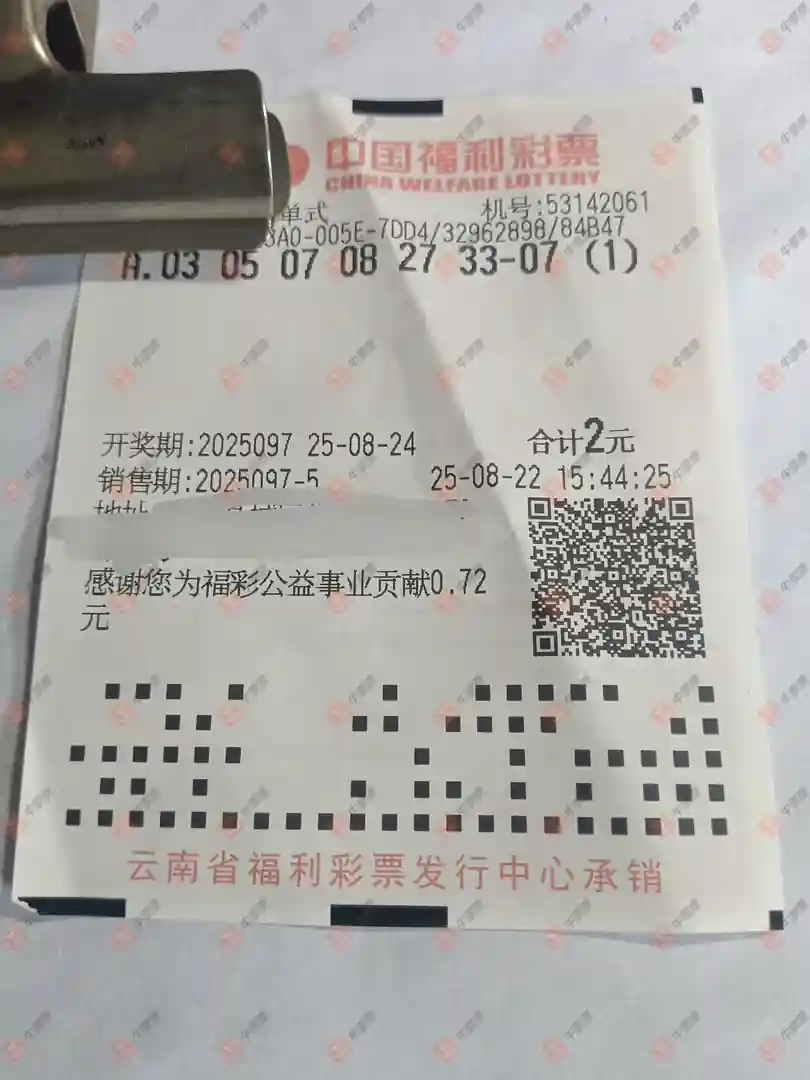 中国福利彩票
CHINA WELFARE LOTTERY
单式 机号:53142061
8A0-005E-7DD4/32962898/84B47
A.03 05 07 08 27 33-07 (1)
开奖期:2025097 25-08-24 合计2元
销售期:2025097-5 25-08-22 15:44:25
地址
感谢您为福彩公益事业贡献0.72
元
云南省福利彩票发行中心承销